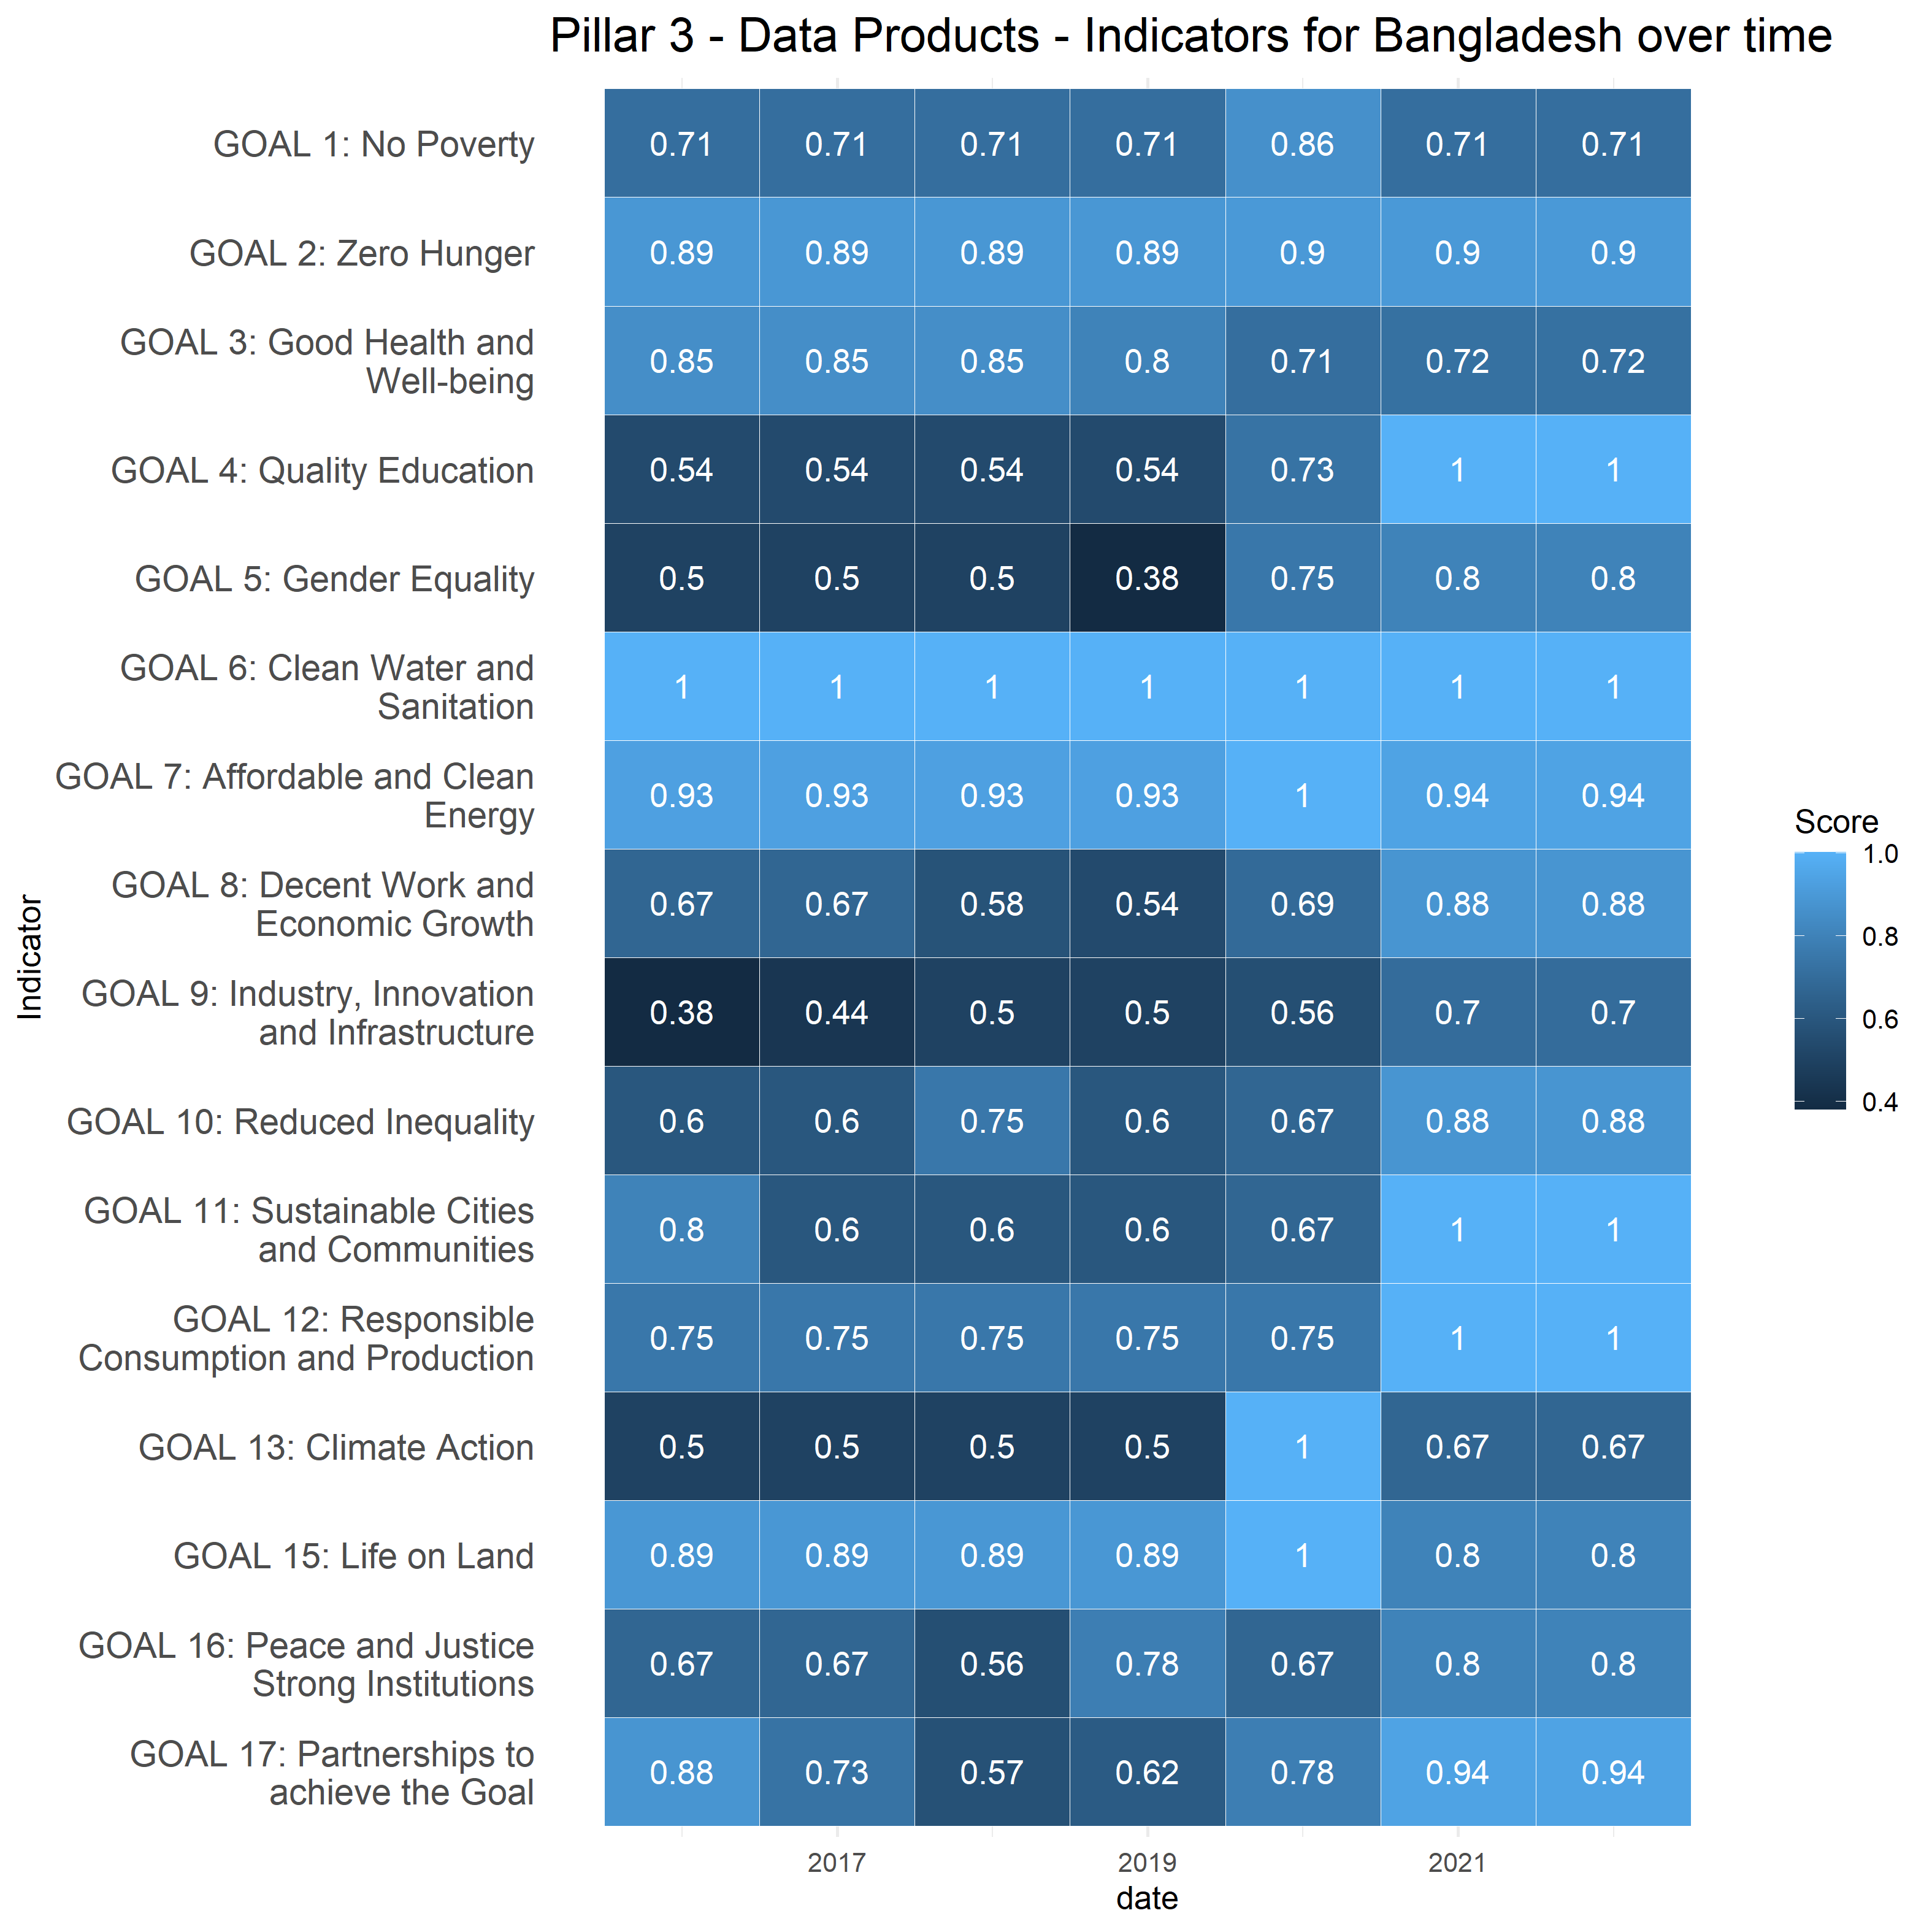 Pillar 3 - Data Products - Indicators for Bangladesh over time
GOAL 1: No Poverty 0.71 0.71 0.71 0.71 0.86 0.71 0.71
GOAL 2: Zero Hunger 0.89 0.89 0.89 0.89 0.9 0.9 0.9
GOAL 3: Good Health and
Well-being 0.85 0.85 0.85 0.8 0.71 0.72 0.72
GOAL 4: Quality Education 0.54 0.54 0.54 0.54 0.73 1 1
GOAL 5: Gender Equality 0.5 0.5 0.5 0.38 0.75 0.8 0.8
GOAL 6: Clean Water and
Sanitation 1 1 1 1 1 1 1
GOAL 7: Affordable and Clean
Energy 0.93 0.93 0.93 0.93 1 0.94 0.94
GOAL 8: Decent Work and
Economic Growth 0.67 0.67 0.58 0.54 0.69 0.88 0.88
GOAL 9: Industry, Innovation
and Infrastructure 0.38 0.44 0.5 0.5 0.56 0.7 0.7
GOAL 10: Reduced Inequality 0.6 0.6 0.75 0.6 0.67 0.88 0.88
GOAL 11: Sustainable Cities
and Communities 0.8 0.6 0.6 0.6 0.67 1 1
GOAL 12: Responsible
Consumption and Production 0.75 0.75 0.75 0.75 0.75 1 1
GOAL 13: Climate Action 0.5 0.5 0.5 0.5 1 0.67 0.67
GOAL 15: Life on Land 0.89 0.89 0.89 0.89 1 0.8 0.8
GOAL 16: Peace and Justice
Strong Institutions 0.67 0.67 0.56 0.78 0.67 0.8 0.8
GOAL 17: Partnerships to
achieve the Goal 0.88 0.73 0.57 0.62 0.78 0.94 0.94
2017 2019 2021
date
Indicator
Score
1.0
0.8
0.6
0.4